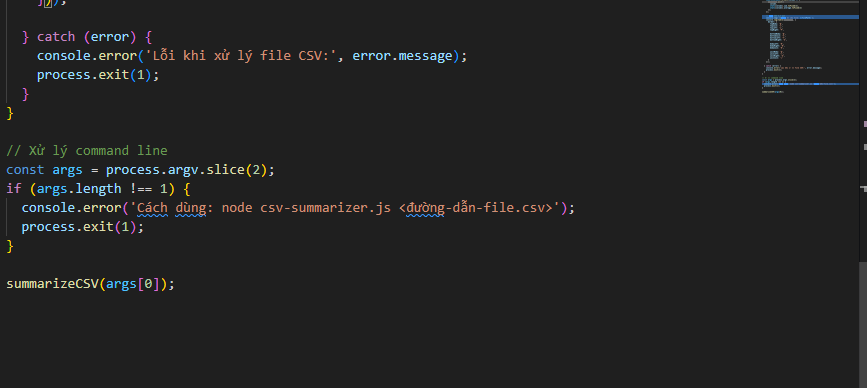 });
} catch (error) {
console.error('Lỗi khi xử lý file CSV:', error.message);
process.exit(1);
}
}
// Xử lý command line
const args = process.argv.slice(2);
if (args.length !== 1) {
console.error('Cách dùng: node csv-summarizer.js <đường-dẫn-file.csv>');
process.exit(1);
}
summarizeCSV(args[0]);